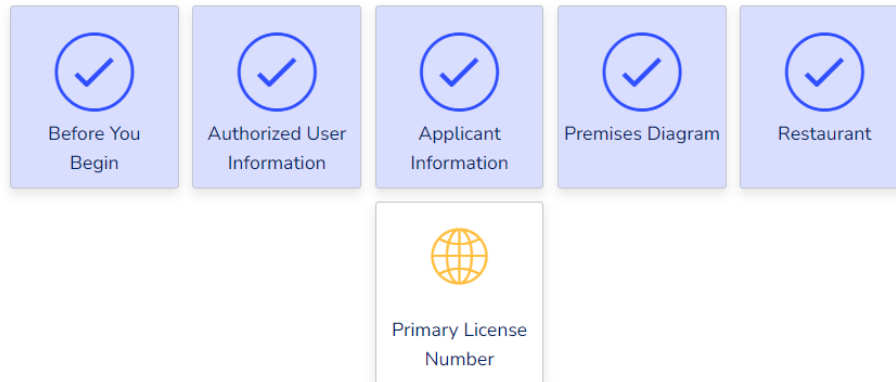 Before You
Begin
Authorized User
Information
Applicant
Information
Premises Diagram
Restaurant
Primary License
Number